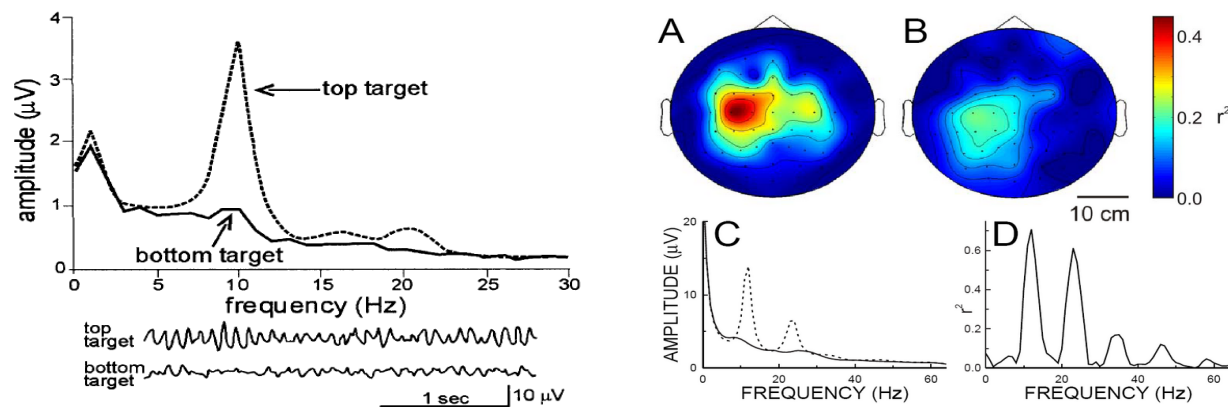 4
3
2
1
0
amplitude (µV)
top target
bottom target
0 5 10 15 20 25 30
frequency (Hz)
top
target
bottom
target
1 sec
10 µV
A
B
0.4
0.2
0.0
r²
10 cm
C
20
10
0
AMPLITUDE (µV)
0 20 40 60
FREQUENCY (Hz)
D
0.6
0.4
0.2
0.0
r²
0 20 40 60
FREQUENCY (Hz)